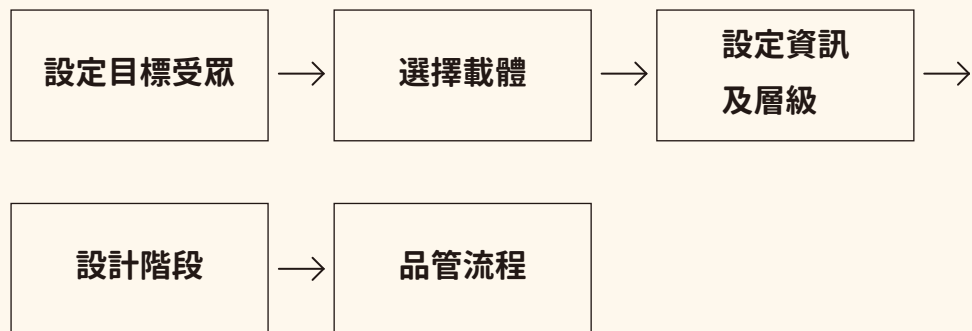 設定目標受眾
選擇載體
設定資訊
及層級
設計階段
品管流程